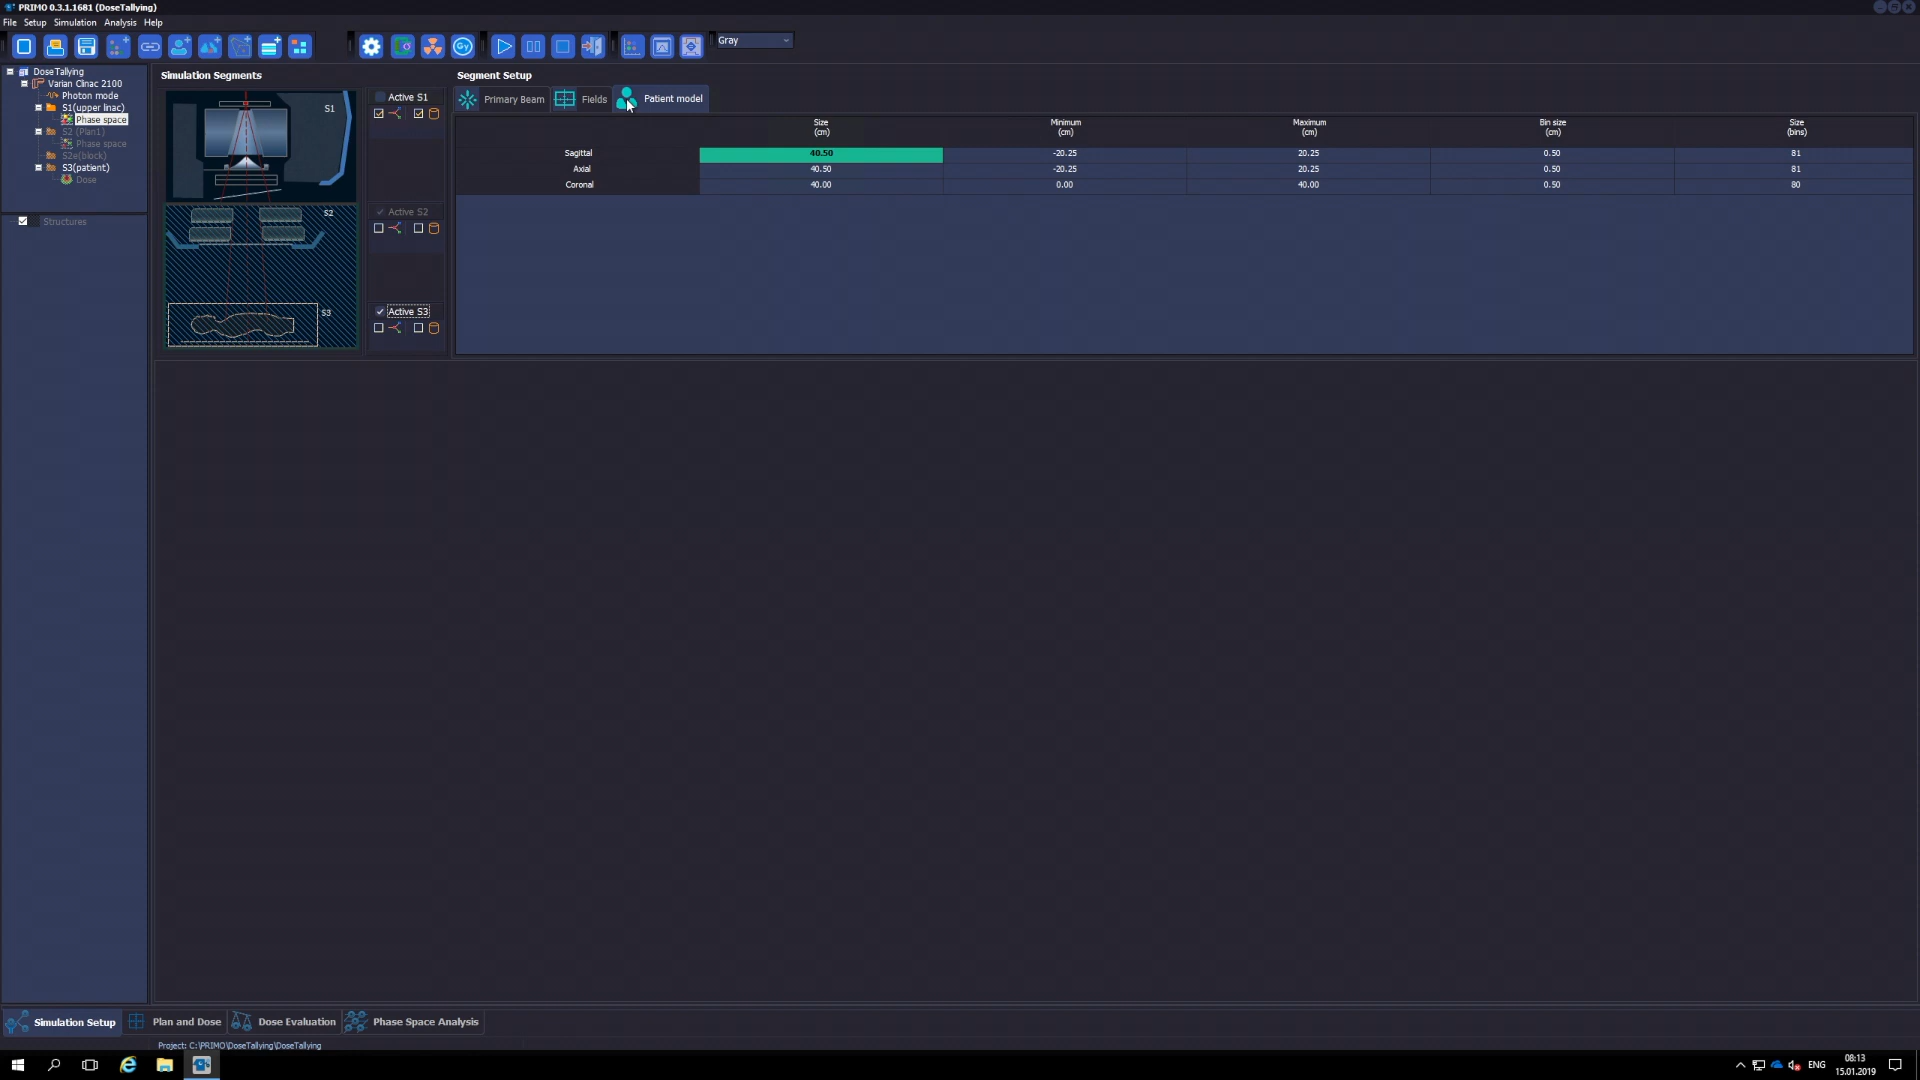 PRIMO 0.3.1.1681 (DoseTallying)
File Setup Simulation Analysis Help
Gy
Gray
DoseTallying
Varian Clinac 2100
Photon mode
S1(upper linac)
Phase space
S2 (Plan1)
Phase space
S2e(block)
S3(patient)
Dose
Structures
Simulation Segments
S1
Active S1
S2
Active S2
S3
Active S3
Segment Setup
Primary Beam Fields Patient model
Size (cm) Minimum (cm) Maximum (cm) Bin size (cm) Size (bins)
Sagittal 40.50 -20.25 20.25 0.50 81
Axial 40.50 -20.25 20.25 0.50 81
Coronal 40.00 0.00 40.00 0.50 80
Simulation Setup Plan and Dose Dose Evaluation Phase Space Analysis
Project: C:\PRIMO\DoseTallying\DoseTallying
ENG
08:13
15.01.2019